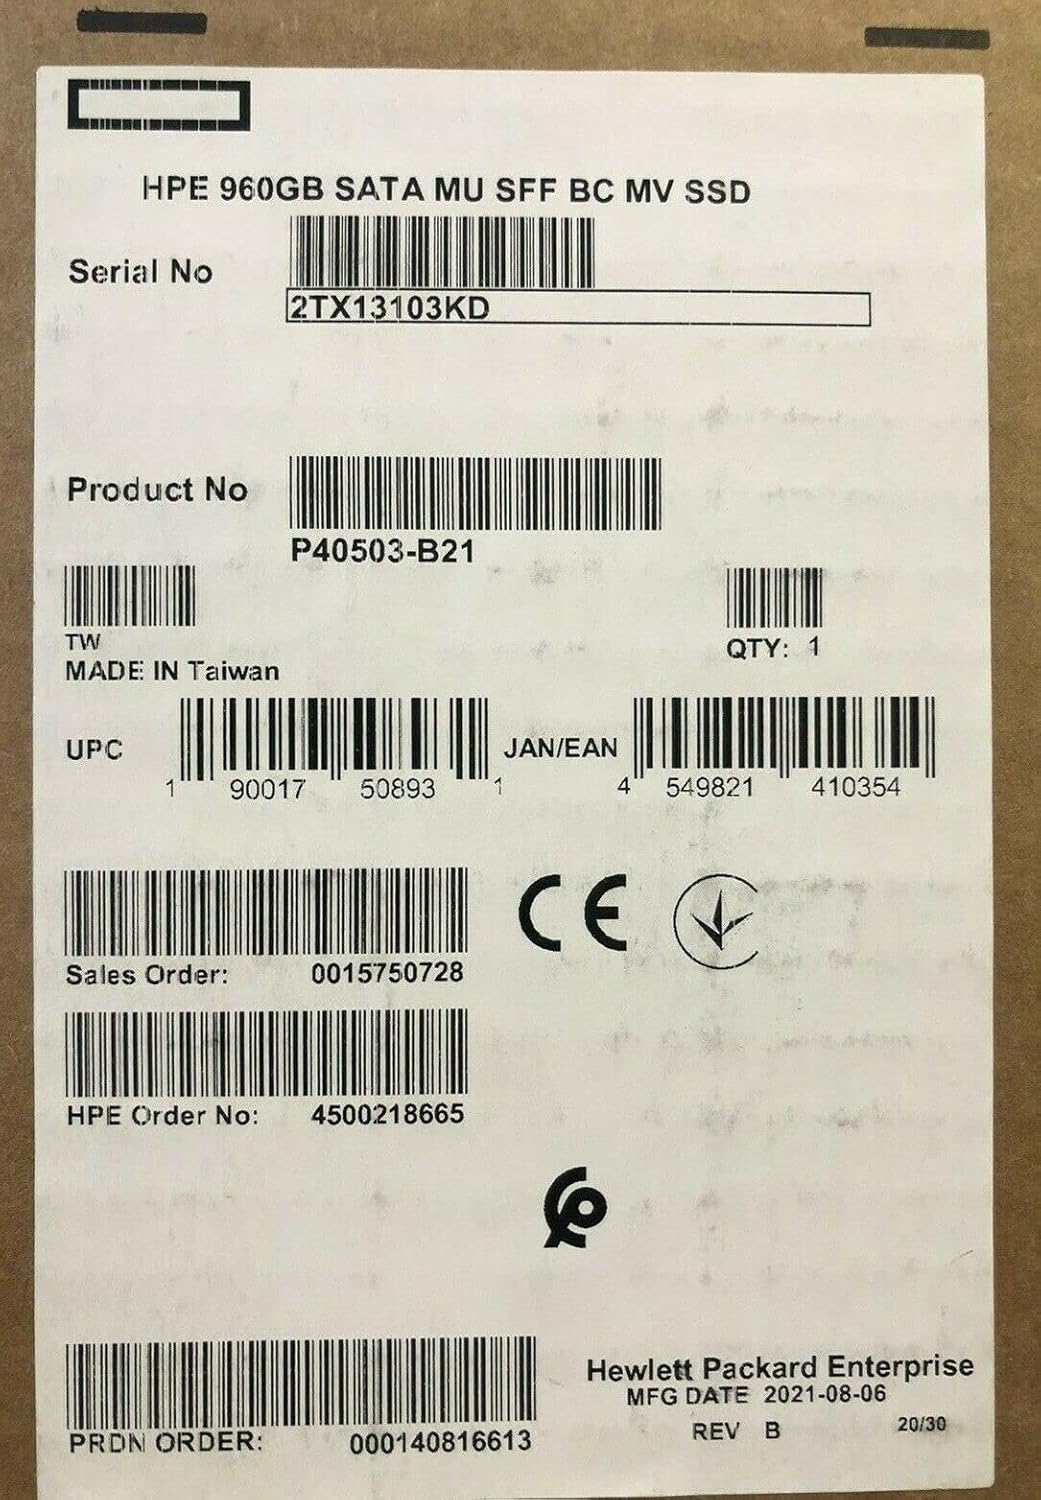 HPE 960GB SATA MU SFF BC MV SSD
Serial No
2TX13103KD
Product No
P40503-B21
TW
MADE IN Taiwan
QTY: 1
UPC
1 90017 50893 1
JAN/EAN
4 549821 410354
CE
Sales Order: 0015750728
HPE Order No: 4500218665
PRDN ORDER: 000140816613
Hewlett Packard Enterprise
MFG DATE 2021-08-06
REV B
20/30